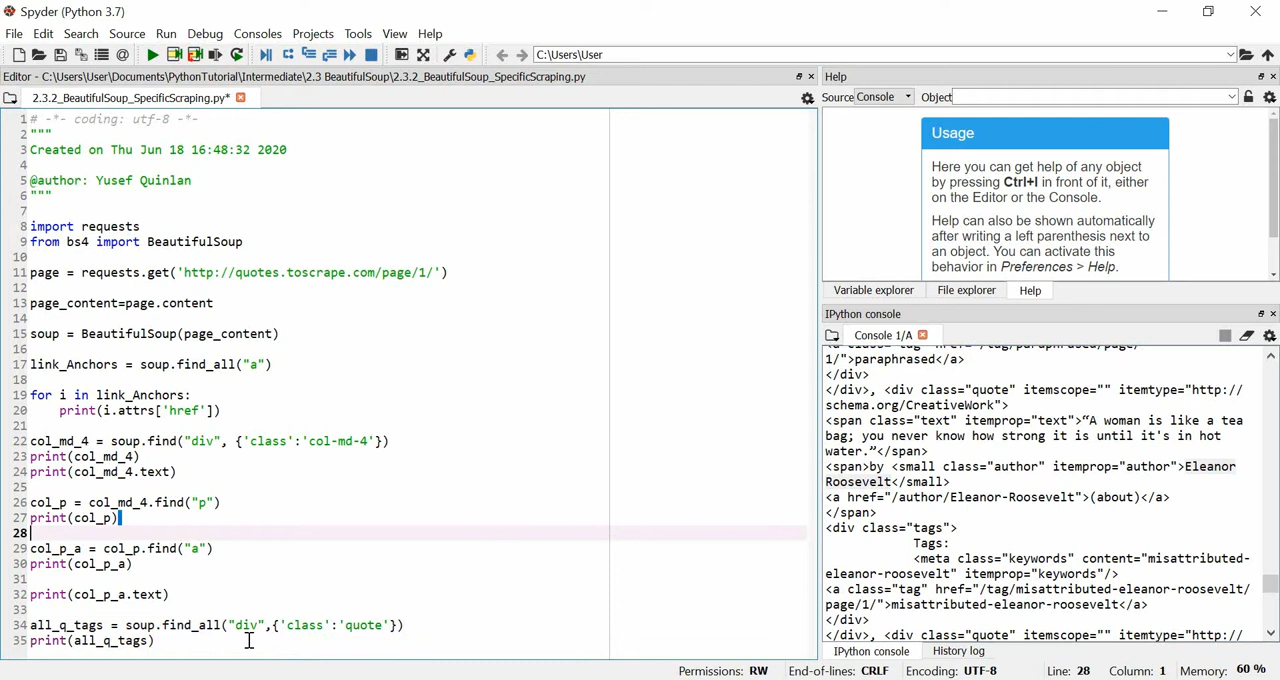 Spyder (Python 3.7)
File Edit Search Source Run Debug Consoles Projects Tools View Help
C:\Users\User
Editor - C:\Users\User\Documents\PythonTutorial\Intermediate\2.3 BeautifulSoup\2.3.2_BeautifulSoup_SpecificScraping.py
2.3.2_BeautifulSoup_SpecificScraping.py*
1 # -*- coding: utf-8 -*-
2 """
3 Created on Thu Jun 18 16:48:32 2020
4
5 @author: Yusef Quinlan
6 """
7
8 import requests
9 from bs4 import BeautifulSoup
10
11 page = requests.get('http://quotes.toscrape.com/page/1/')
12
13 page_content=page.content
14
15 soup = BeautifulSoup(page_content)
16
17 link_Anchors = soup.find_all("a")
18
19 for i in link_Anchors:
20     print(i.attrs['href'])
21
22 col_md_4 = soup.find("div", {'class':'col-md-4'})
23 print(col_md_4)
24 print(col_md_4.text)
25
26 col_p = col_md_4.find("p")
27 print(col_p)
28
29 col_p_a = col_p.find("a")
30 print(col_p_a)
31
32 print(col_p_a.text)
33
34 all_q_tags = soup.find_all("div",{'class':'quote'})
35 print(all_q_tags)
Help
Source Console Object
Usage
Here you can get help of any object
by pressing Ctrl+I in front of it, either
on the Editor or the Console.
Help can also be shown automatically
after writing a left parenthesis next to
an object. You can activate this
behavior in Preferences > Help.
Variable explorer File explorer Help
IPython console
Console 1/A
<a class="tag" href="/tag/paraphrased/page/
1/">paraphrased</a>
</div>
</div>, <div class="quote" itemscope="" itemtype="http://
schema.org/CreativeWork">
<span class="text" itemprop="text">“A woman is like a tea
bag; you never know how strong it is until it's in hot
water.”</span>
<span>by <small class="author" itemprop="author">Eleanor
Roosevelt</small>
<a href="/author/Eleanor-Roosevelt">(about)</a>
</span>
<div class="tags">
Tags:
<meta class="keywords" content="misattributed-
eleanor-roosevelt" itemprop="keywords"/>
<a class="tag" href="/tag/misattributed-eleanor-roosevelt/
page/1/">misattributed-eleanor-roosevelt</a>
</div>
</div>, <div class="quote" itemscope="" itemtype="http://
IPython console History log
Permissions: RW End-of-lines: CRLF Encoding: UTF-8 Line: 28 Column: 1 Memory: 60 %